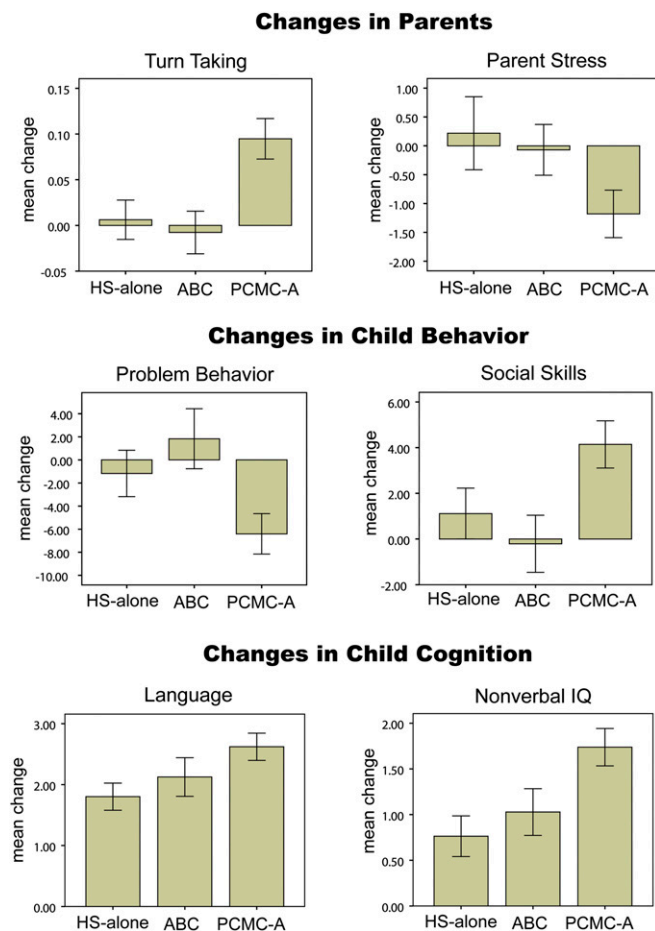 Changes in Parents
Turn Taking
Parent Stress
mean change
0.15
0.10
0.05
0.00
-0.05
HS-alone
ABC
PCMC-A
mean change
1.00
0.50
0.00
-0.50
-1.00
-1.50
-2.00
HS-alone
ABC
PCMC-A
Changes in Child Behavior
Problem Behavior
Social Skills
mean change
4.00
2.00
0.00
-2.00
-4.00
-6.00
-8.00
-10.00
HS-alone
ABC
PCMC-A
mean change
6.00
4.00
2.00
0.00
-2.00
HS-alone
ABC
PCMC-A
Changes in Child Cognition
Language
Nonverbal IQ
mean change
3.00
2.00
1.00
0.00
HS-alone
ABC
PCMC-A
mean change
2.00
1.50
1.00
0.50
0.00
HS-alone
ABC
PCMC-A